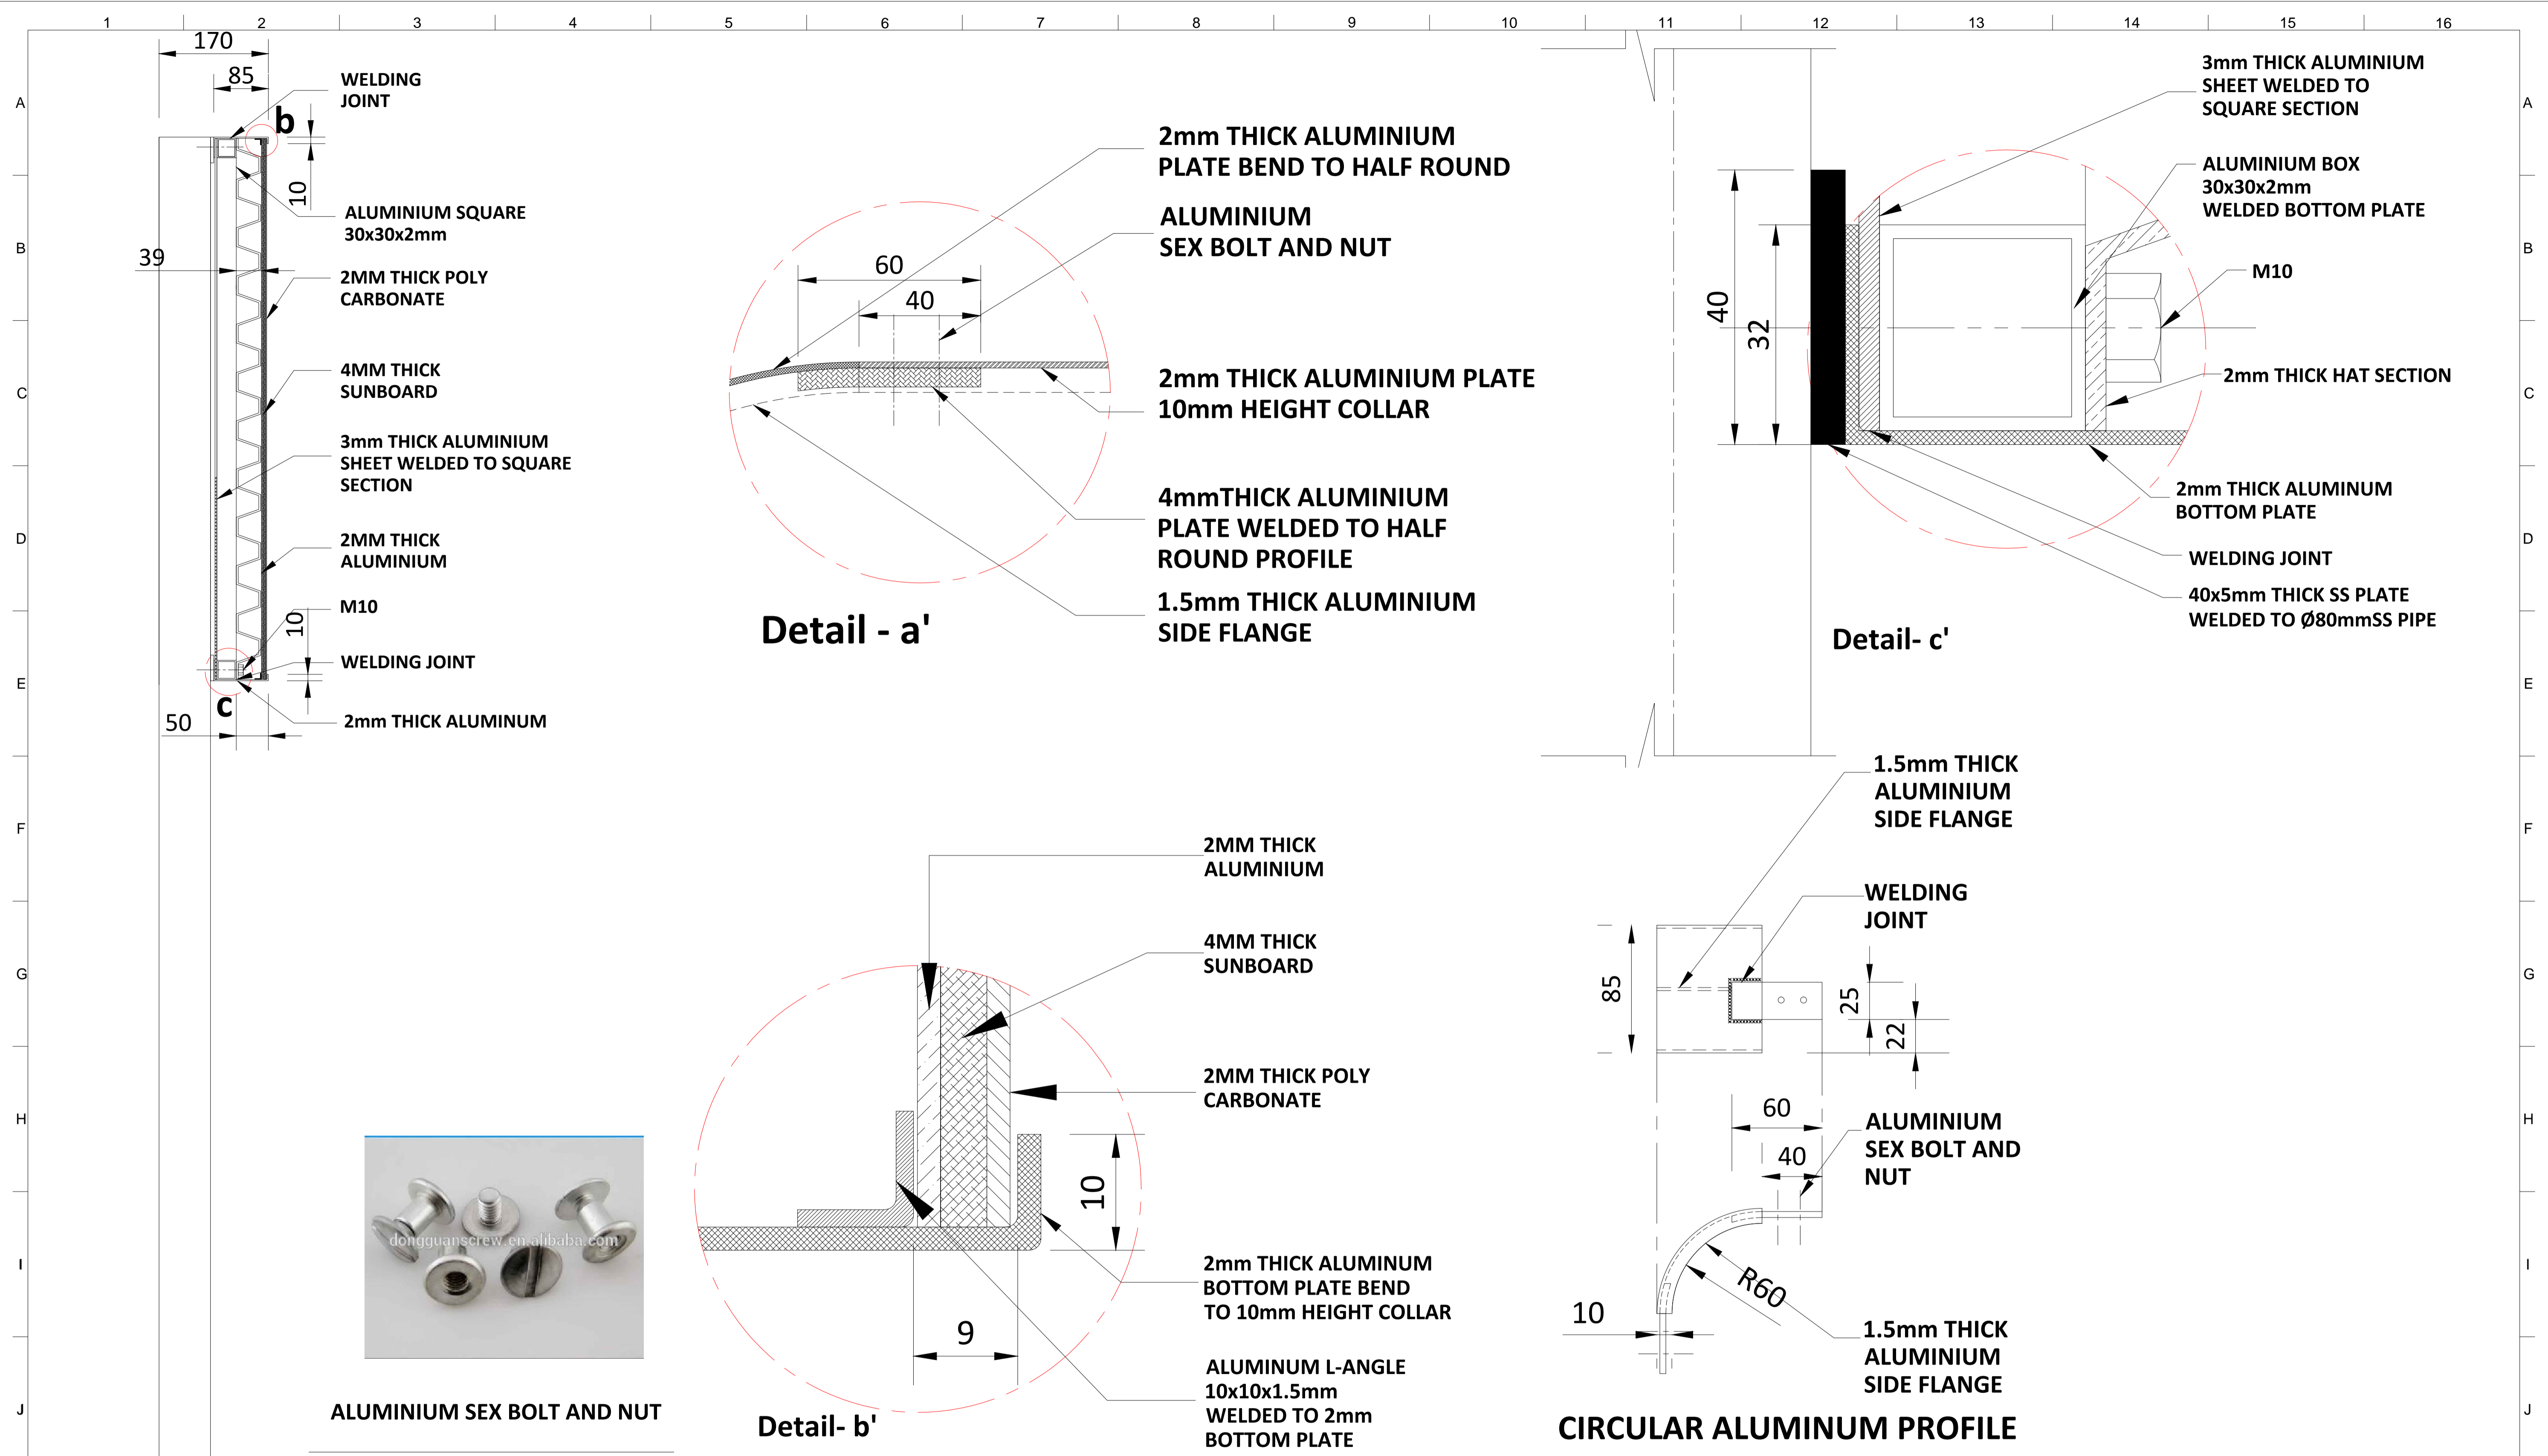 1 2 3 4 5 6 7 8 9 10 11 12 13 14 15 16
A
B
C
D
E
F
G
H
I
J
A
B
C
D
E
F
G
H
I
J
170
85
b
10
39
10
c
50
WELDING
JOINT
ALUMINIUM SQUARE
30x30x2mm
2MM THICK POLY
CARBONATE
4MM THICK
SUNBOARD
3mm THICK ALUMINIUM
SHEET WELDED TO SQUARE
SECTION
2MM THICK
ALUMINIUM
M10
WELDING JOINT
2mm THICK ALUMINUM
60
40
2mm THICK ALUMINIUM
PLATE BEND TO HALF ROUND
ALUMINIUM
SEX BOLT AND NUT
2mm THICK ALUMINIUM PLATE
10mm HEIGHT COLLAR
4mmTHICK ALUMINIUM
PLATE WELDED TO HALF
ROUND PROFILE
1.5mm THICK ALUMINIUM
SIDE FLANGE
Detail - a'
40
32
3mm THICK ALUMINIUM
SHEET WELDED TO
SQUARE SECTION
ALUMINIUM BOX
30x30x2mm
WELDED BOTTOM PLATE
M10
2mm THICK HAT SECTION
2mm THICK ALUMINUM
BOTTOM PLATE
WELDING JOINT
40x5mm THICK SS PLATE
WELDED TO Ø80mmSS PIPE
Detail- c'
dongguanscrew.en.alibaba.com
ALUMINIUM SEX BOLT AND NUT
2MM THICK
ALUMINIUM
4MM THICK
SUNBOARD
2MM THICK POLY
CARBONATE
10
2mm THICK ALUMINUM
BOTTOM PLATE BEND
TO 10mm HEIGHT COLLAR
9
ALUMINUM L-ANGLE
10x10x1.5mm
WELDED TO 2mm
BOTTOM PLATE
Detail- b'
1.5mm THICK
ALUMINIUM
SIDE FLANGE
WELDING
JOINT
85
25
22
60
40
ALUMINIUM
SEX BOLT AND
NUT
R60
10
1.5mm THICK
ALUMINIUM
SIDE FLANGE
CIRCULAR ALUMINUM PROFILE